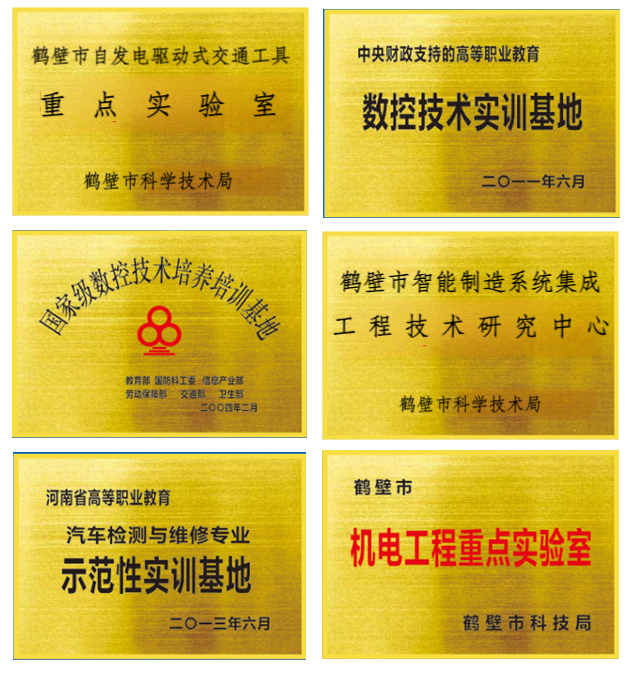 鹤壁市自发电驱动式交通工具
重点实验室
鹤壁市科学技术局
中央财政支持的高等职业教育
数控技术实训基地
二〇一一年六月
国家级数控技术培养培训基地
教育部 国防科工委 信息产业部
劳动保障部 交通部 卫生部
二〇〇四年二月
鹤壁市智能制造系统集成
工程技术研究中心
鹤壁市科学技术局
河南省高等职业教育
汽车检测与维修专业
示范性实训基地
二〇一三年六月
鹤壁市
机电工程重点实验室
鹤壁市科技局